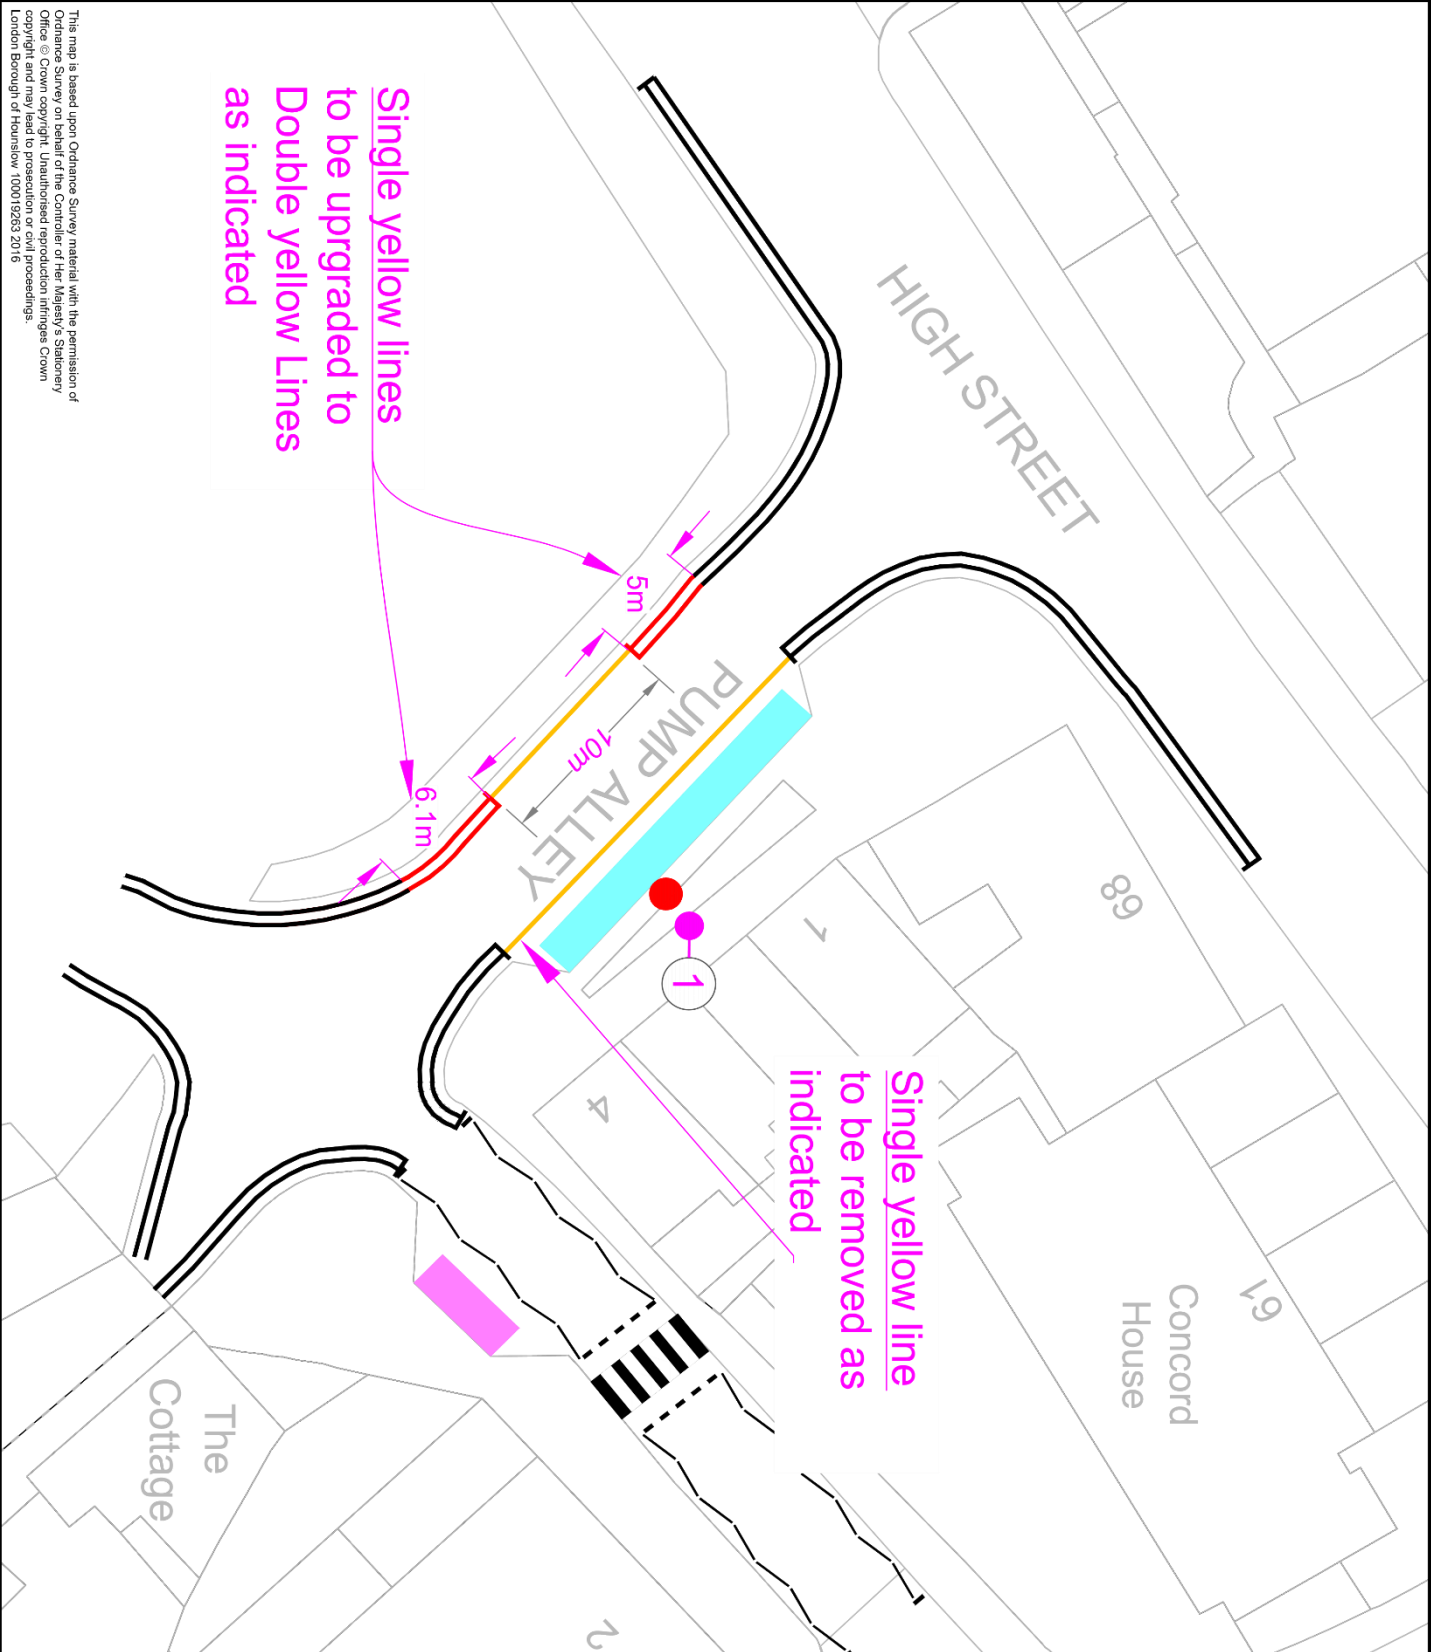 Single yellow lines
to be uprgraded to
Double yellow Lines
as indicated
HIGH STREET
PUMP ALLEY
5m
10m
6.1m
1
68
1
4
Single yellow line
to be removed as
indicated
61
Concord
House
The
Cottage
2
This map is based upon Ordnance Survey material with the permission of
Ordnance Survey on behalf of the Controller of Her Majesty's Stationery
Office © Crown copyright. Unauthorised reproduction infringes Crown
copyright and may lead to prosecution or civil proceedings.
London Borough of Hounslow 100019263 2016